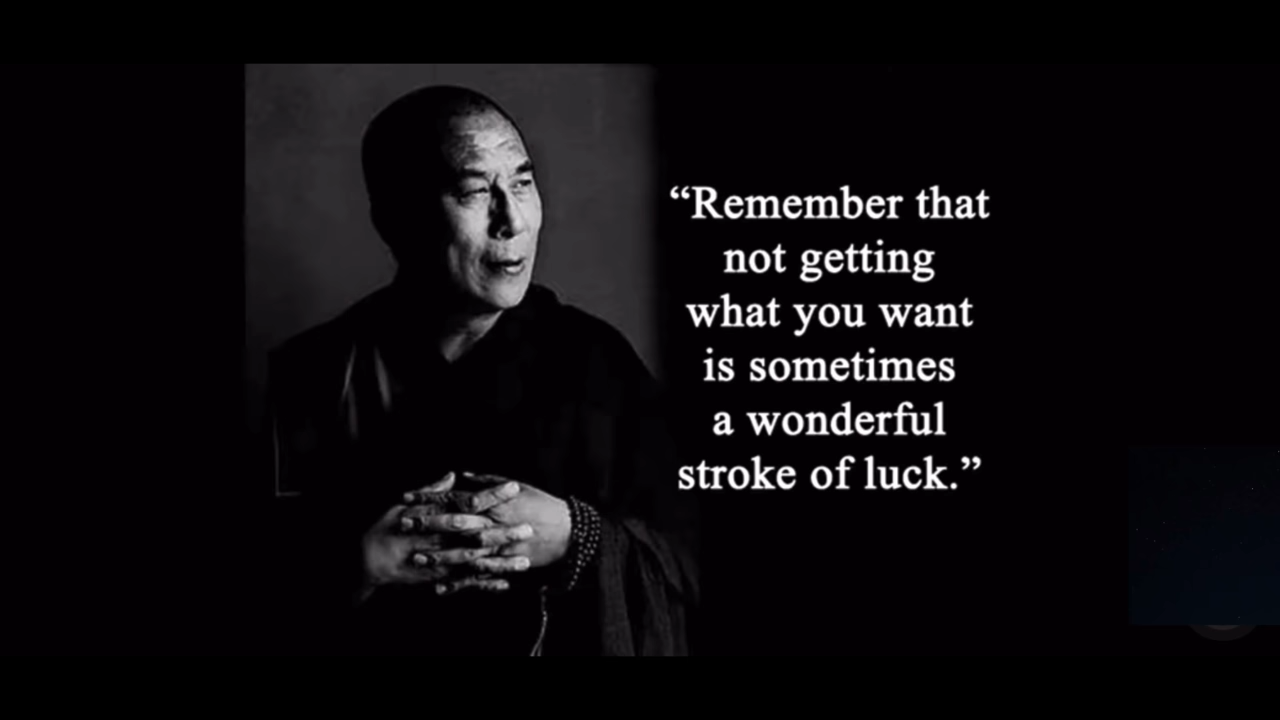 “Remember that
not getting
what you want
is sometimes
a wonderful
stroke of luck.”